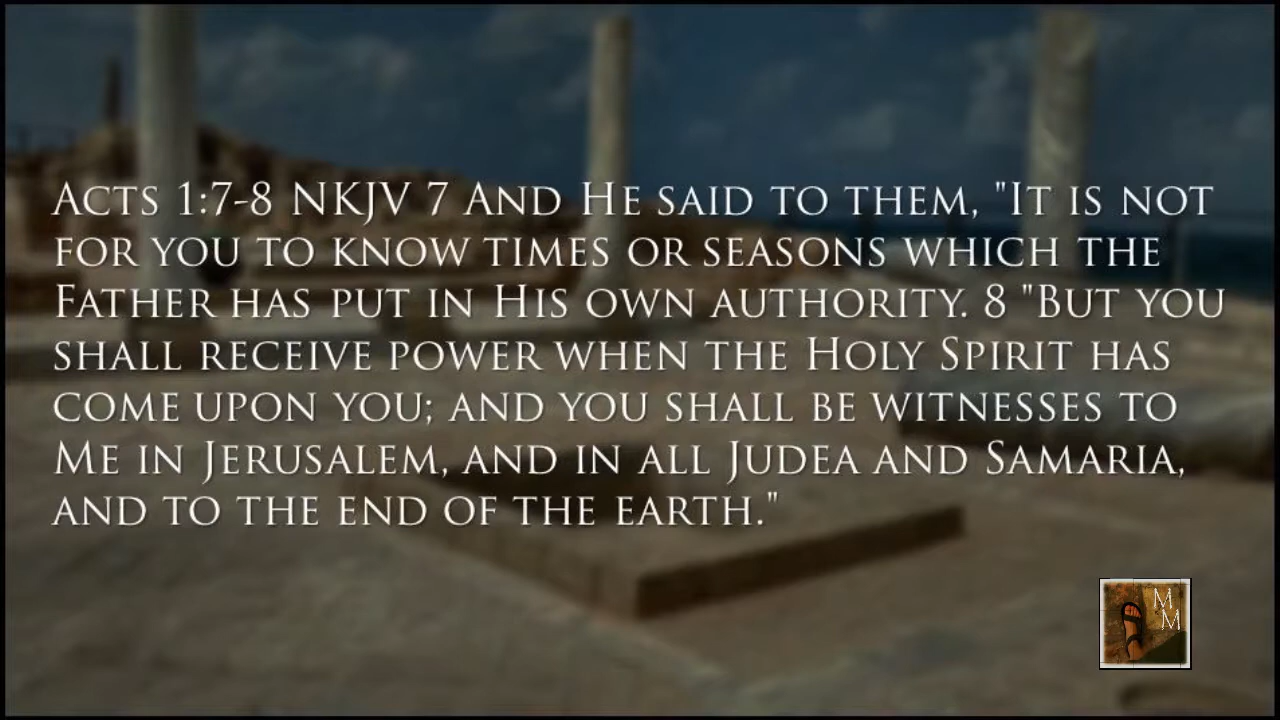 Acts 1:7-8 NKJV 7 And He said to them, "It is not
for you to know times or seasons which the
Father has put in His own authority. 8 "But you
shall receive power when the Holy Spirit has
come upon you; and you shall be witnesses to
Me in Jerusalem, and in all Judea and Samaria,
and to the end of the earth."
M
M